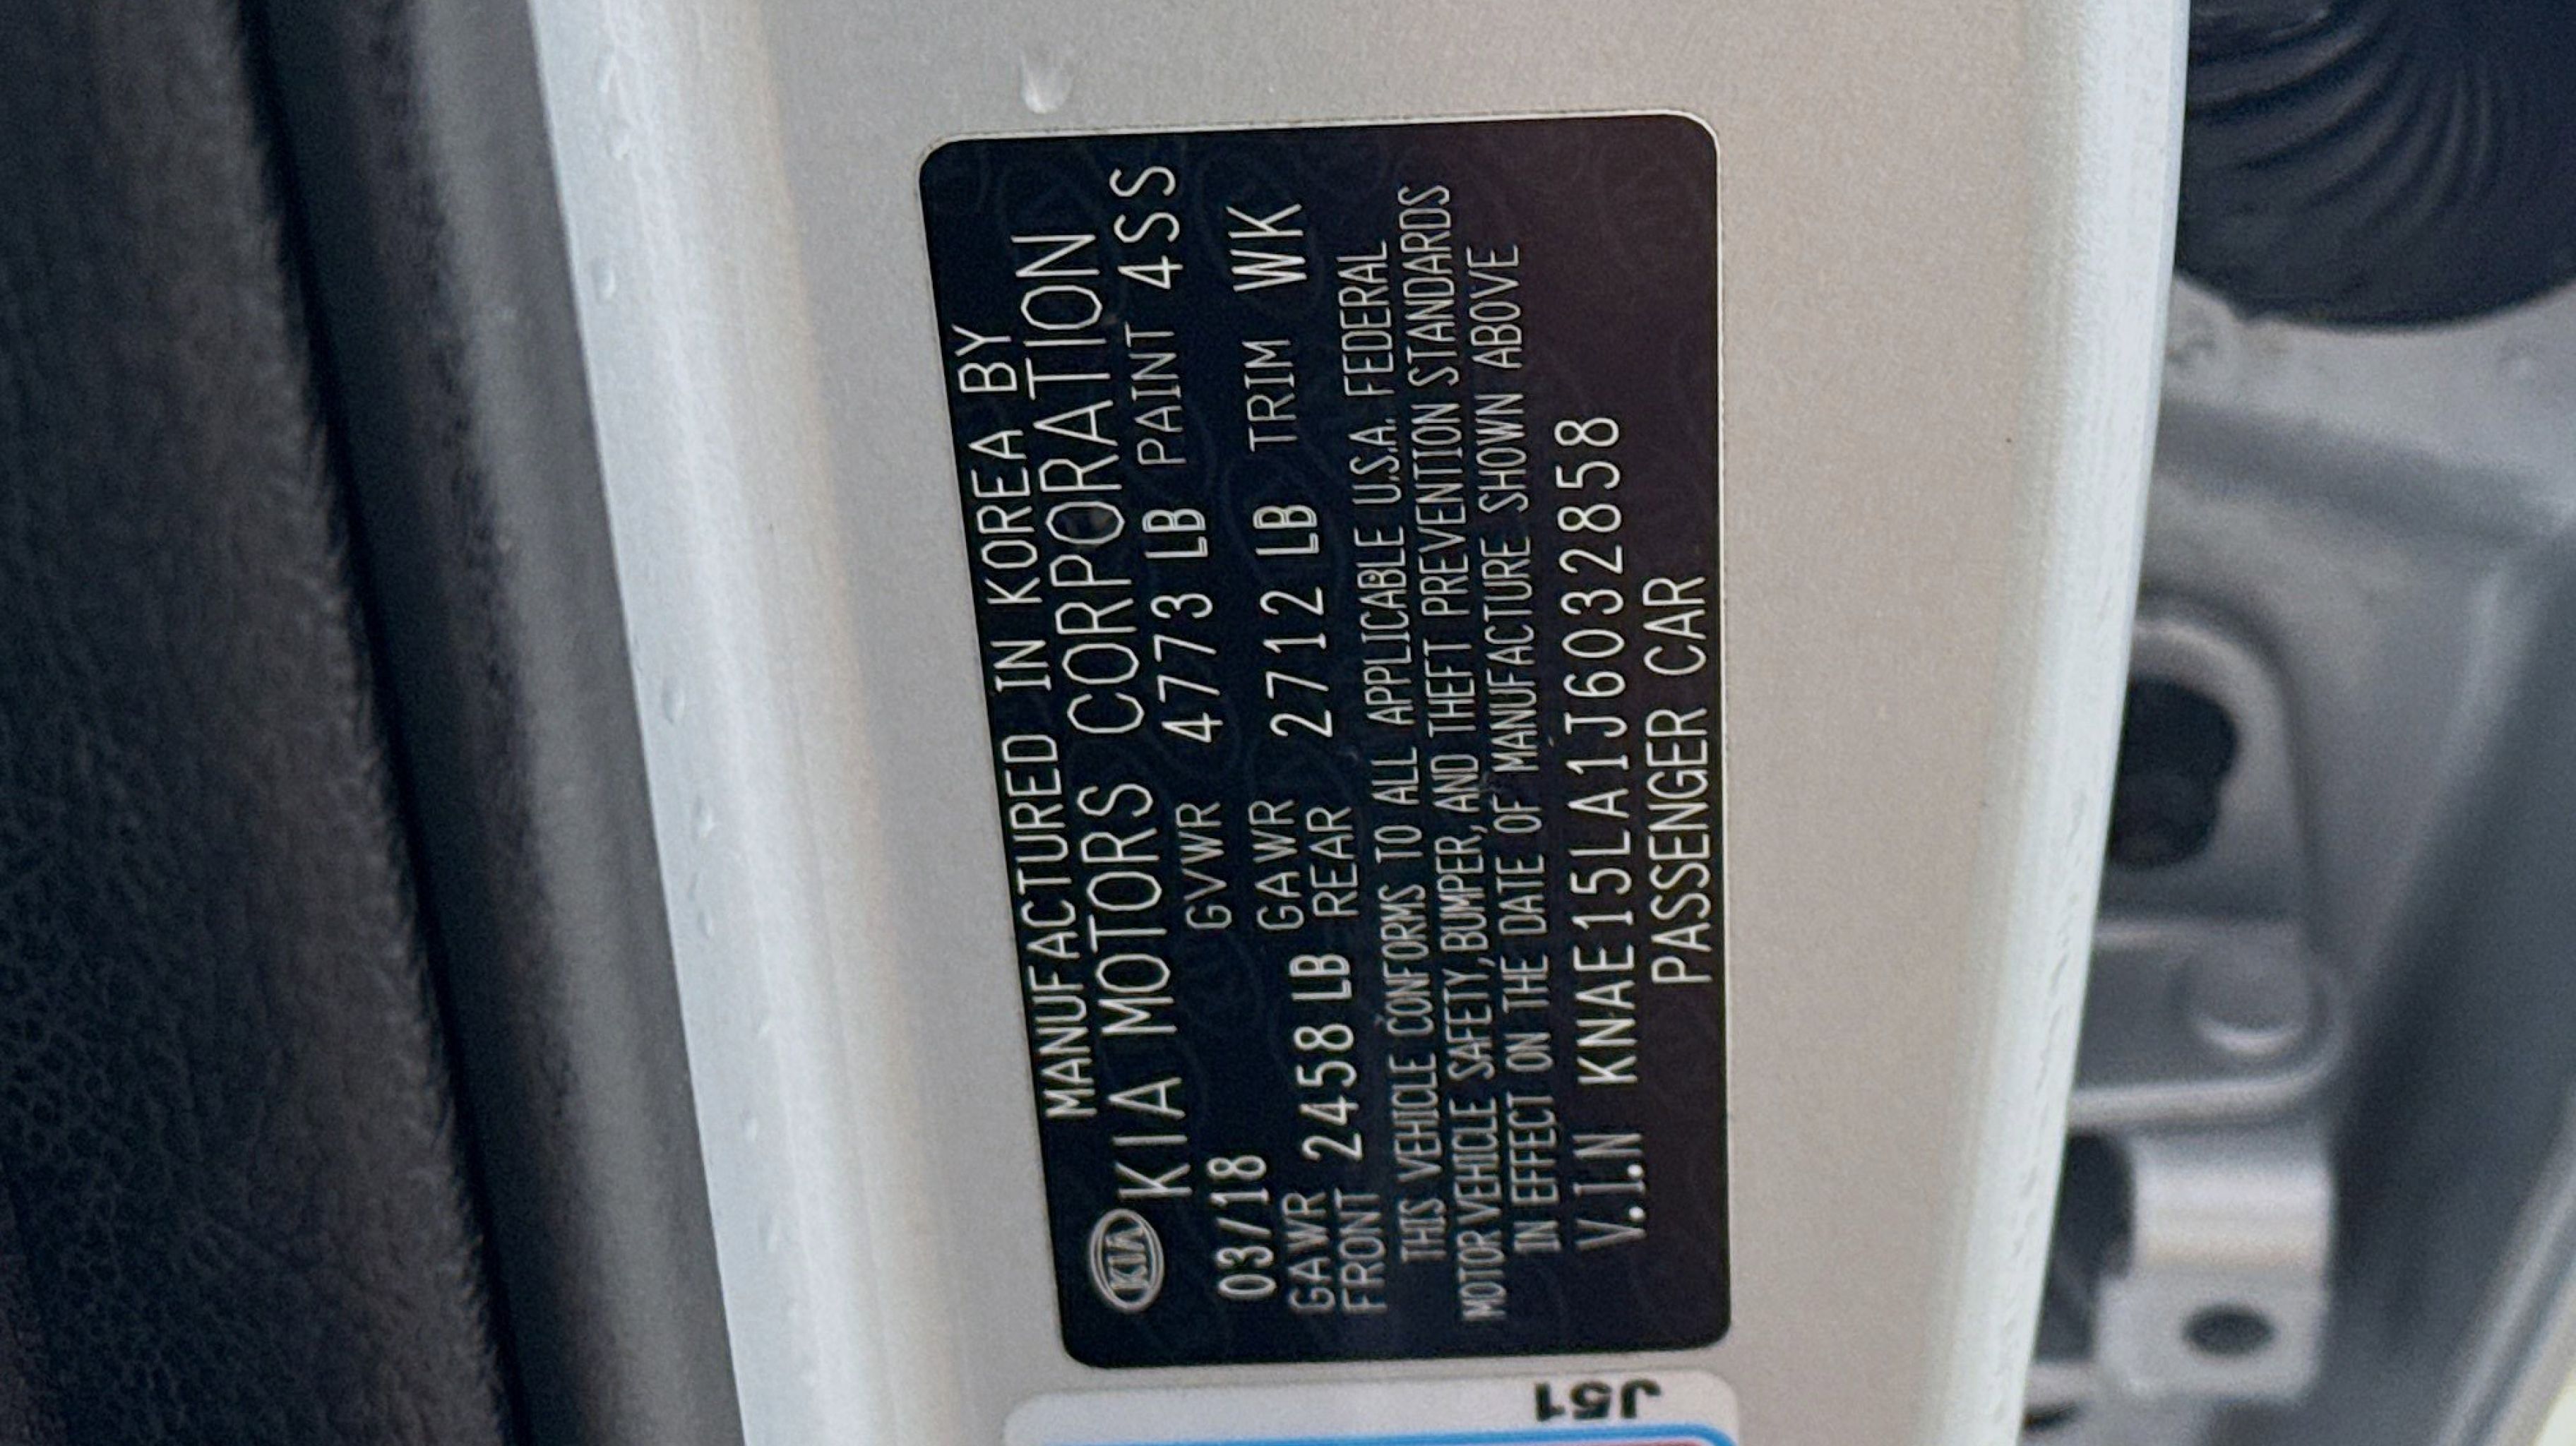 MANUFACTURED IN KOREA BY
KIA KIA MOTORS CORPORATION
03/18 GVWR 4773 LB PAINT 4SS
GAWR FRONT 2458 LB GAWR REAR 2712 LB TRIM WK
THIS VEHICLE CONFORMS TO ALL APPLICABLE U.S.A. FEDERAL
MOTOR VEHICLE SAFETY,BUMPER,AND THEFT PREVENTION STANDARDS
IN EFFECT ON THE DATE OF MANUFACTURE SHOWN ABOVE
V.I.N KNAE15LA1J6032858
PASSENGER CAR
J51